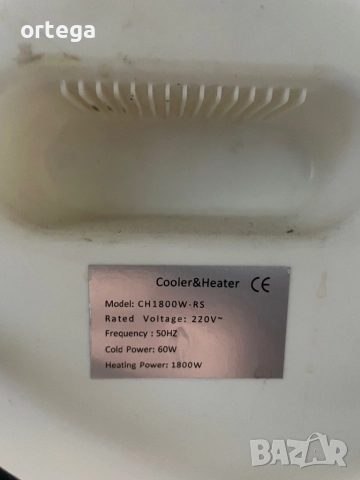 ortega
Cooler&Heater CE
Model: CH1800W-RS
Rated Voltage: 220V~
Frequency : 50HZ
Cold Power: 60W
Heating Power: 1800W
BAZAR